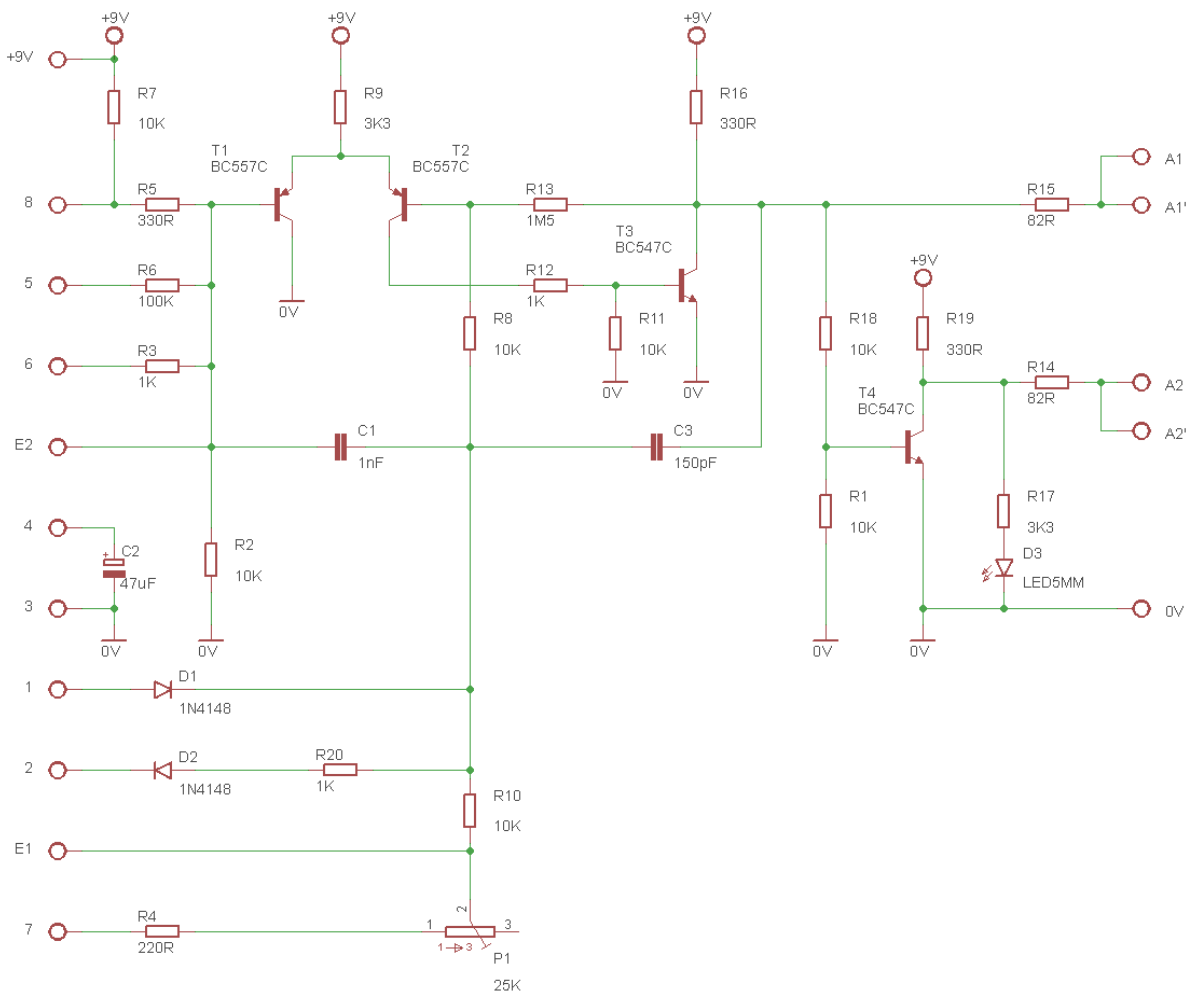 +9V
+9V
+9V
+9V
R7
10K
R9
3K3
R16
330R
T1
BC557C
T2
BC557C
A1
8
R5
330R
R13
1M5
R15
82R
A1'
T3
BC547C
+9V
5
R6
100K
0V
R12
1K
R8
10K
R11
10K
R18
10K
R19
330R
6
R3
1K
0V
0V
R14
82R
A2
T4
BC547C
A2'
E2
C1
1nF
C3
150pF
R1
10K
R17
3K3
4
+
C2
47uF
R2
10K
D3
LED5MM
3
0V
0V
0V
0V
0V
1
D1
1N4148
2
D2
1N4148
R20
1K
R10
10K
E1
7
R4
220R
1
2
3
1 3
P1
25K